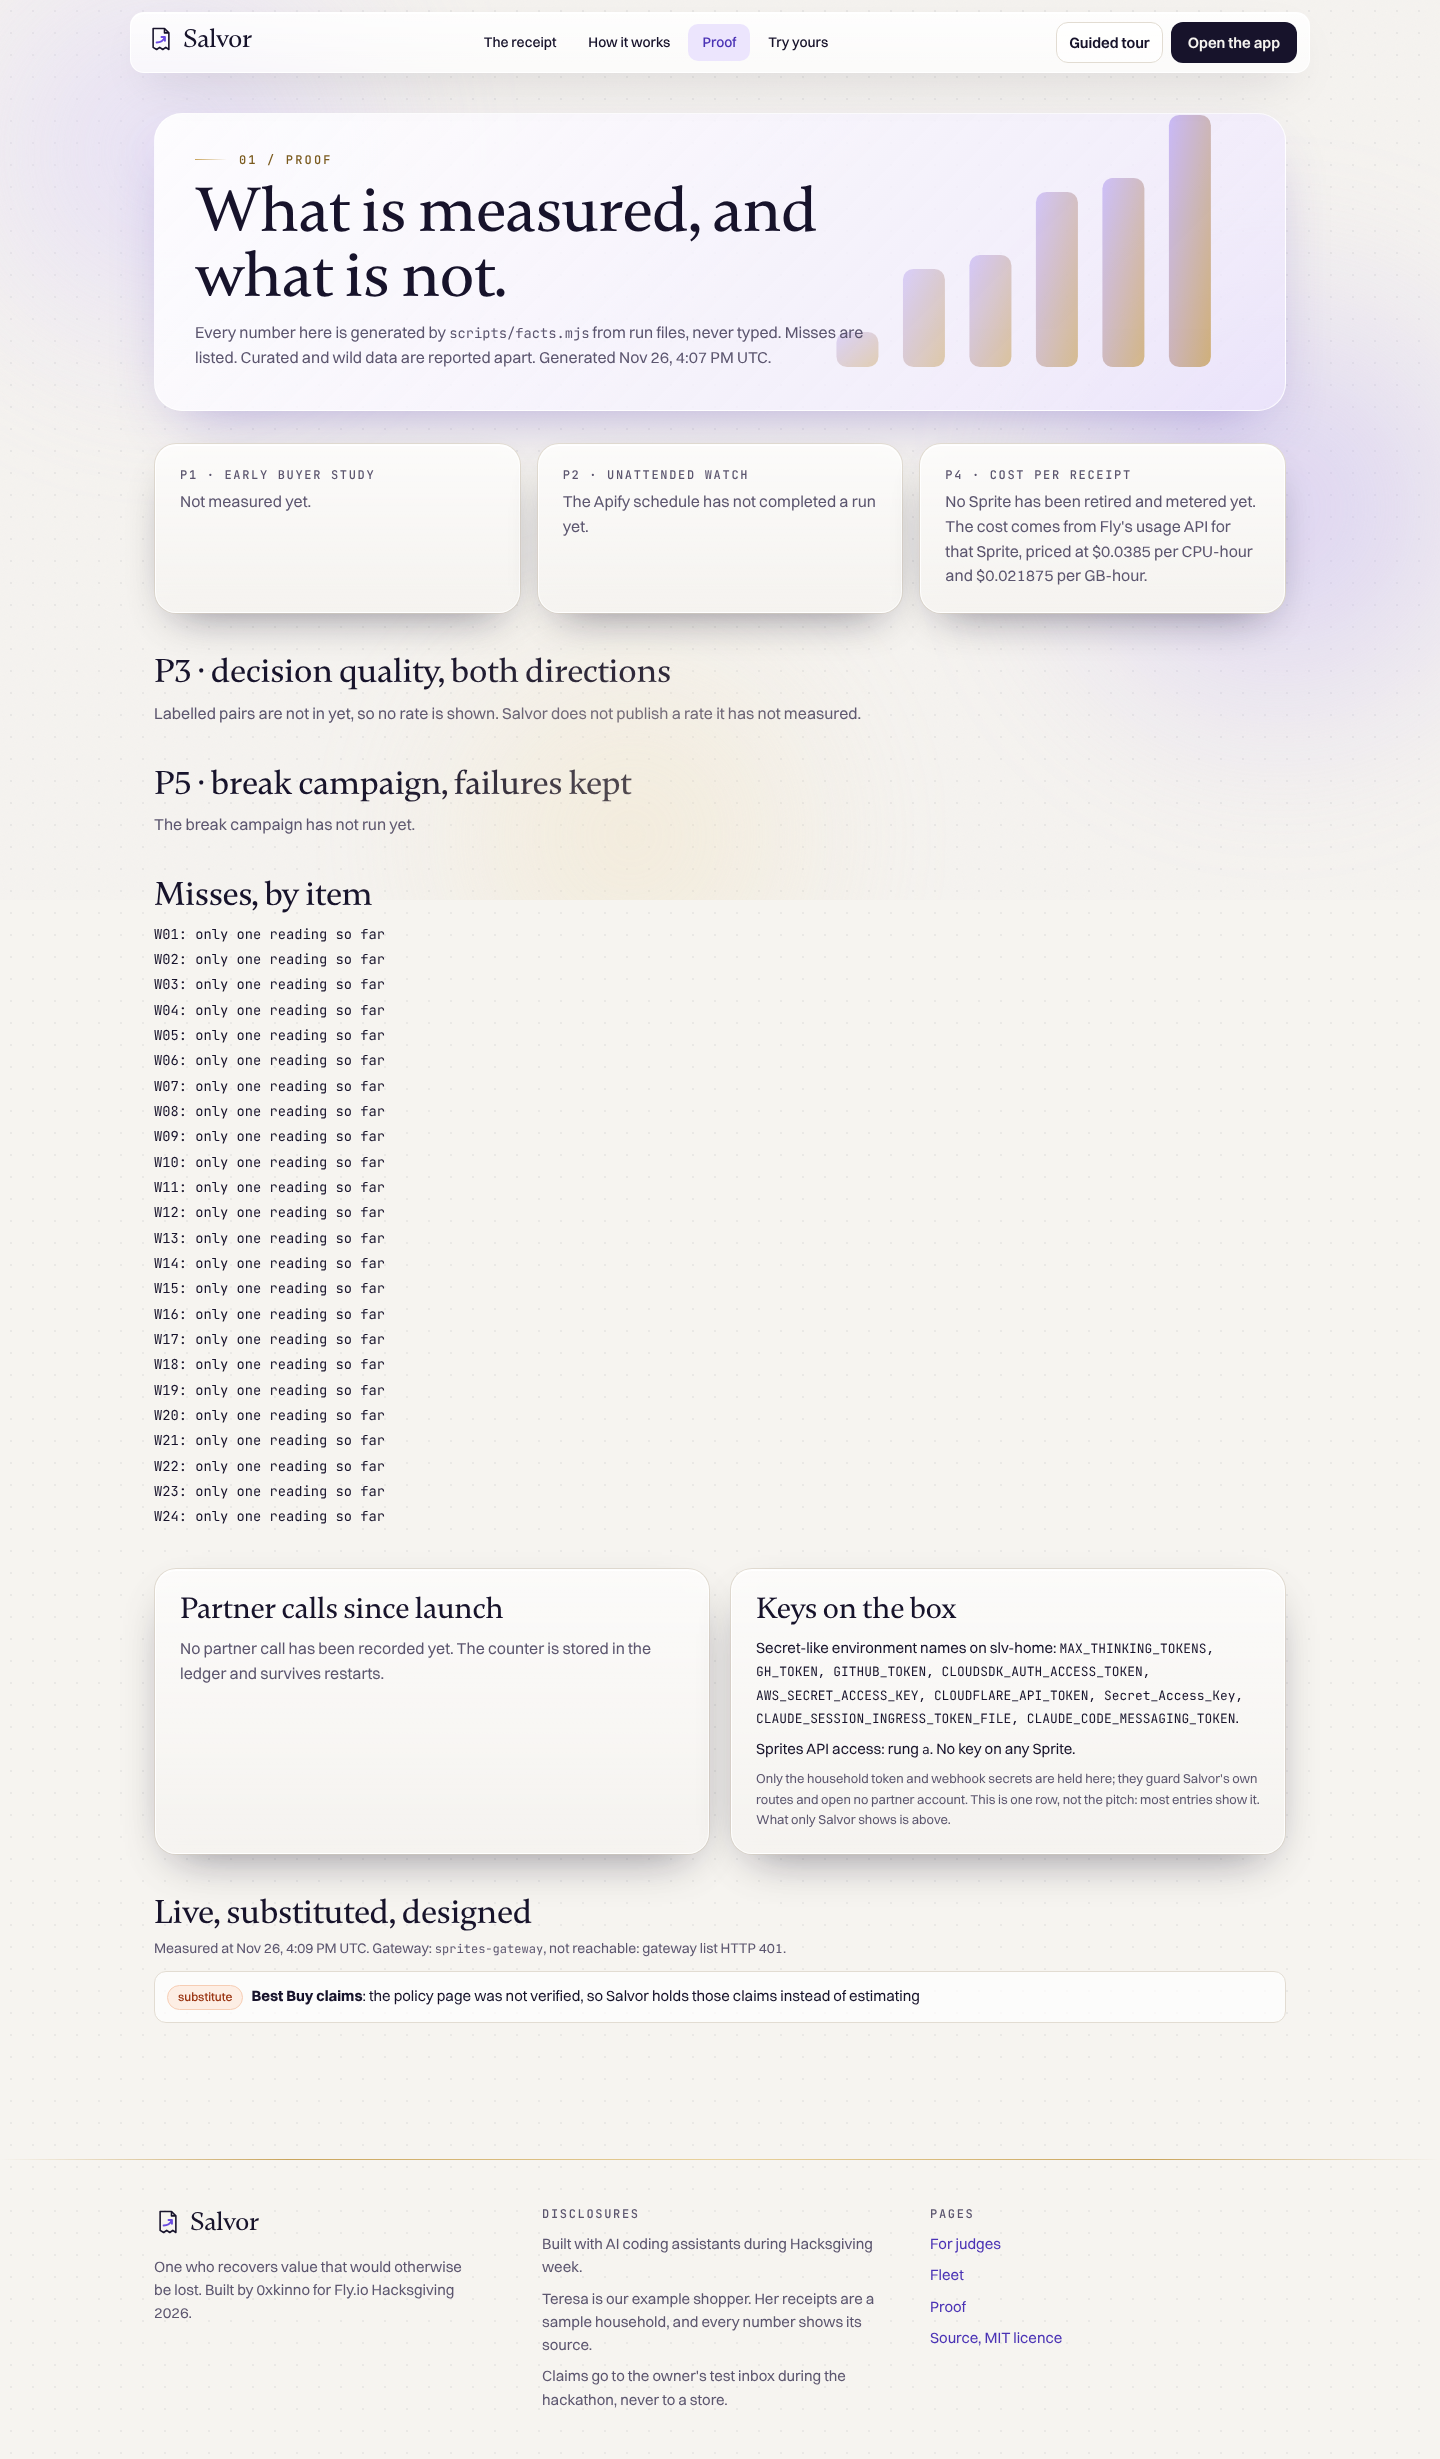 Salvor
The receipt
How it works
Proof
Try yours
Guided tour
Open the app
01 / PROOF
What is measured, and
what is not.
Every number here is generated by scripts/facts.mjs from run files, never typed. Misses are
listed. Curated and wild data are reported apart. Generated Nov 26, 4:07 PM UTC.
P1 · EARLY BUYER STUDY
Not measured yet.
P2 · UNATTENDED WATCH
The Apify schedule has not completed a run
yet.
P4 · COST PER RECEIPT
No Sprite has been retired and metered yet.
The cost comes from Fly's usage API for
that Sprite, priced at $0.0385 per CPU-hour
and $0.021875 per GB-hour.
P3 · decision quality, both directions
Labelled pairs are not in yet, so no rate is shown. Salvor does not publish a rate it has not measured.
P5 · break campaign, failures kept
The break campaign has not run yet.
Misses, by item
W01: only one reading so far
W02: only one reading so far
W03: only one reading so far
W04: only one reading so far
W05: only one reading so far
W06: only one reading so far
W07: only one reading so far
W08: only one reading so far
W09: only one reading so far
W10: only one reading so far
W11: only one reading so far
W12: only one reading so far
W13: only one reading so far
W14: only one reading so far
W15: only one reading so far
W16: only one reading so far
W17: only one reading so far
W18: only one reading so far
W19: only one reading so far
W20: only one reading so far
W21: only one reading so far
W22: only one reading so far
W23: only one reading so far
W24: only one reading so far
Partner calls since launch
No partner call has been recorded yet. The counter is stored in the
ledger and survives restarts.
Keys on the box
Secret-like environment names on slv-home: MAX_THINKING_TOKENS,
GH_TOKEN, GITHUB_TOKEN, CLOUDSDK_AUTH_ACCESS_TOKEN,
AWS_SECRET_ACCESS_KEY, CLOUDFLARE_API_TOKEN, Secret_Access_Key,
CLAUDE_SESSION_INGRESS_TOKEN_FILE, CLAUDE_CODE_MESSAGING_TOKEN.
Sprites API access: rung a. No key on any Sprite.
Only the household token and webhook secrets are held here; they guard Salvor's own
routes and open no partner account. This is one row, not the pitch: most entries show it.
What only Salvor shows is above.
Live, substituted, designed
Measured at Nov 26, 4:09 PM UTC. Gateway: sprites-gateway, not reachable: gateway list HTTP 401.
substitute Best Buy claims: the policy page was not verified, so Salvor holds those claims instead of estimating
Salvor
One who recovers value that would otherwise
be lost. Built by 0xkinno for Fly.io Hacksgiving
2026.
DISCLOSURES
Built with AI coding assistants during Hacksgiving
week.
Teresa is our example shopper. Her receipts are a
sample household, and every number shows its
source.
Claims go to the owner's test inbox during the
hackathon, never to a store.
PAGES
For judges
Fleet
Proof
Source, MIT licence